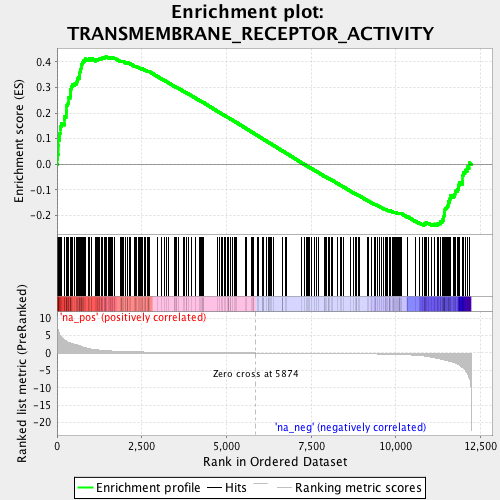 Enrichment plot:
TRANSMEMBRANE_RECEPTOR_ACTIVITY
Enrichment score (ES)
0.4
0.3
0.2
0.1
0.0
-0.1
-0.2
Ranked list metric (PreRanked)
10
5
0
-5
-10
-15
-20
'na_pos' (positively correlated)
Zero cross at 5874
'na_neg' (negatively correlated)
0
2,500
5,000
7,500
10,000
12,500
Rank in Ordered Dataset
Enrichment profile
Hits
Ranking metric scores